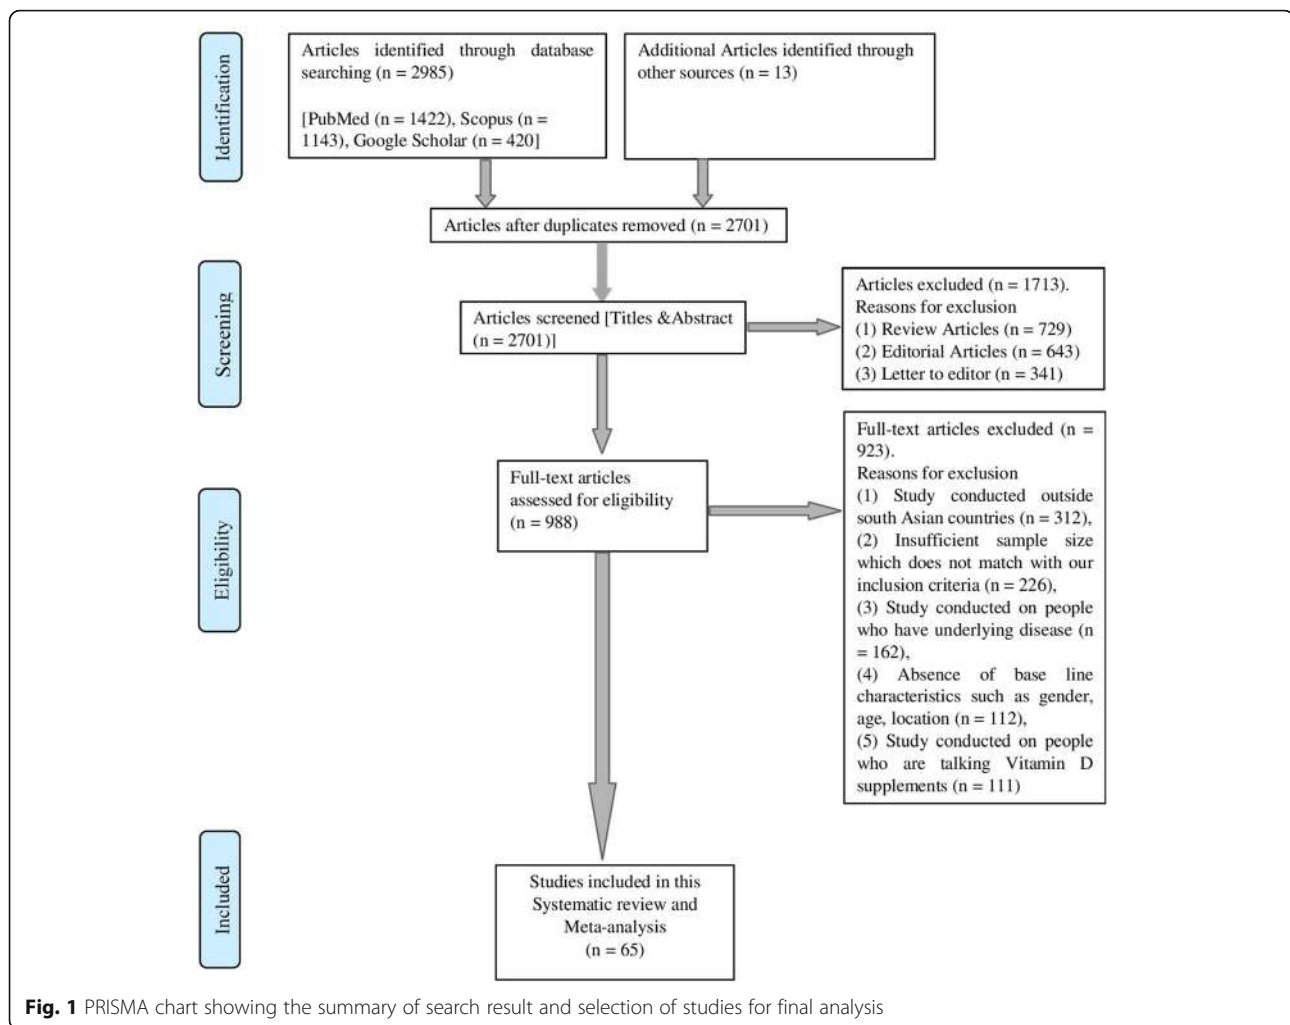 Identification
Articles identified through database
searching (n = 2985)
[PubMed (n = 1422), Scopus (n =
1143), Google Scholar (n = 420]
Additional Articles identified through
other sources (n = 13)
Articles after duplicates removed (n = 2701)
Screening
Articles screened [Titles &Abstract
(n = 2701)]
Articles excluded (n = 1713).
Reasons for exclusion
(1) Review Articles (n = 729)
(2) Editorial Articles (n = 643)
(3) Letter to editor (n = 341)
Eligibility
Full-text articles
assessed for eligibility
(n = 988)
Full-text articles excluded (n =
923).
Reasons for exclusion
(1) Study conducted outside
south Asian countries (n = 312),
(2) Insufficient sample size
which does not match with our
inclusion criteria (n = 226),
(3) Study conducted on people
who have underlying disease (n
= 162),
(4) Absence of base line
characteristics such as gender,
age, location (n = 112),
(5) Study conducted on people
who are talking Vitamin D
supplements (n = 111)
Included
Studies included in this
Systematic review and
Meta-analysis
(n = 65)
Fig. 1 PRISMA chart showing the summary of search result and selection of studies for final analysis